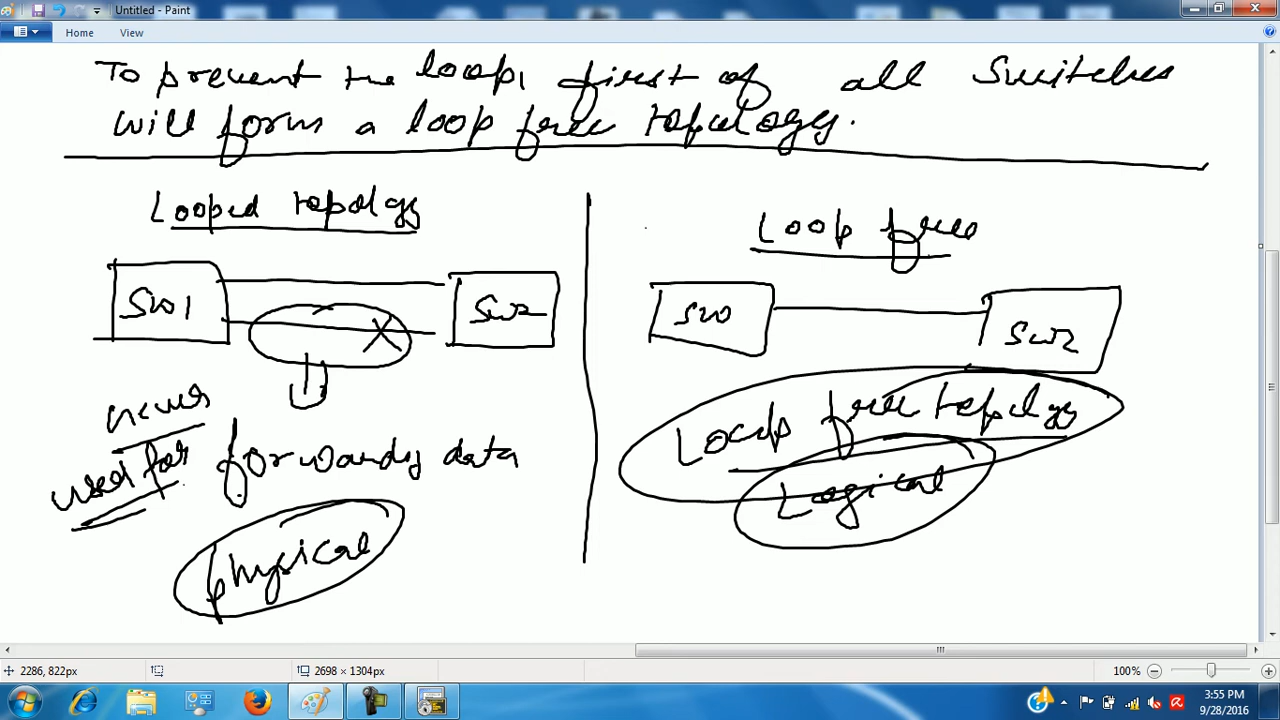 Untitled - Paint
Home View
To prevent the loop, first of all switches
will form a loop free topology.
Looped topology
Loop free
SW1
SW2
SW1
SW2
never
used for forwarding data
Loop free topology
Logical
physical
2286, 822px
2698 × 1304px
100%
3:55 PM
9/28/2016